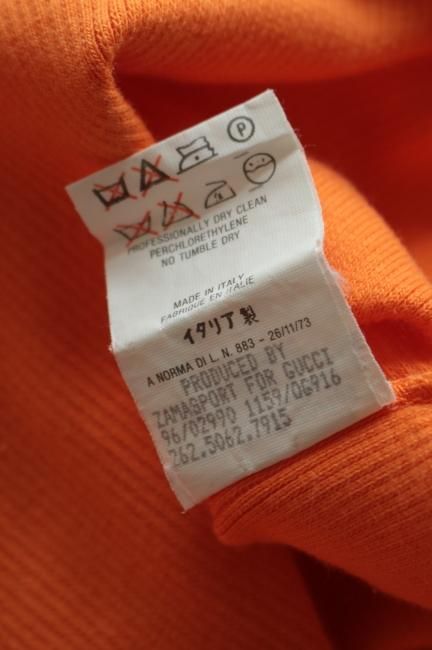 P
PROFESSIONALLY DRY CLEAN
PERCHLORETHYLENE
NO TUMBLE DRY
MADE IN ITALY
FABRIQUE EN ITALIE
イタリア製
A NORMA DI L. N. 883 - 26/11/73
PRODUCED BY
ZAMASPORT FOR GUCCI
96/02990 1159/06916
262.5062.7915